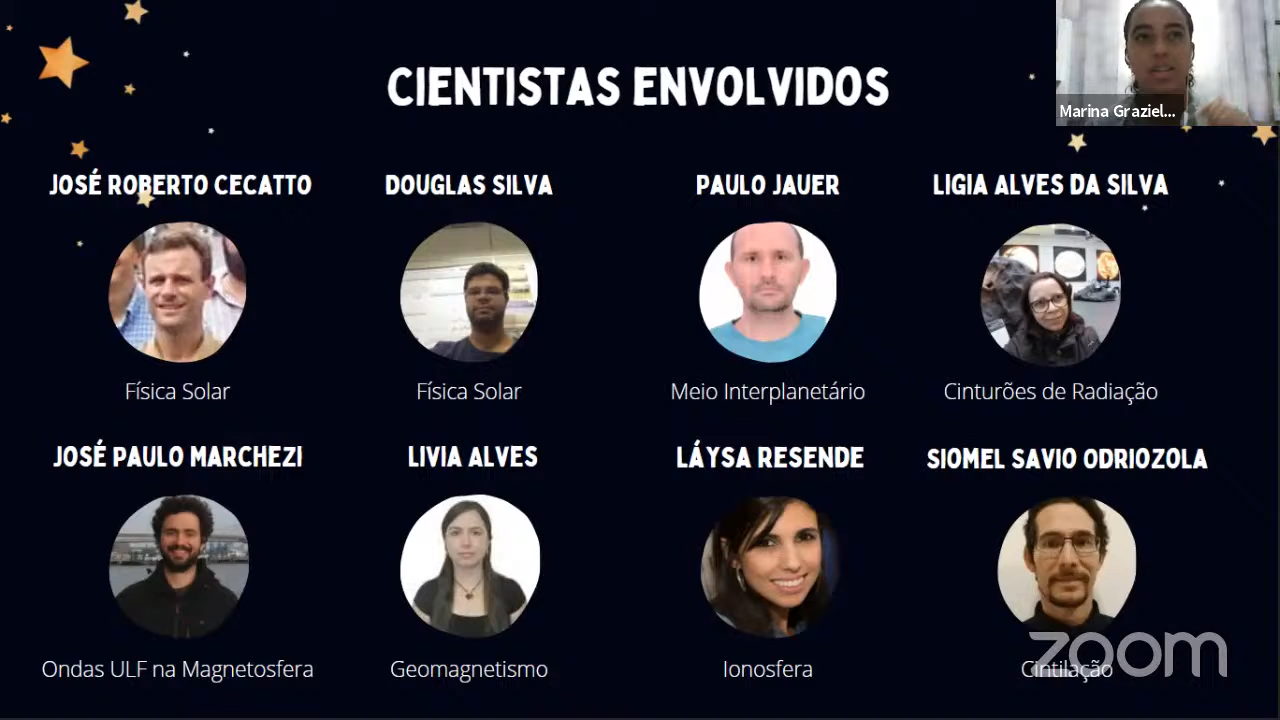 CIENTISTAS ENVOLVIDOS
Marina Graziel...
JOSÉ ROBERTO CECATTO
DOUGLAS SILVA
PAULO JAUER
LIGIA ALVES DA SILVA
Física Solar
Física Solar
Meio Interplanetário
Cinturões de Radiação
JOSÉ PAULO MARCHEZI
LIVIA ALVES
LÁYSA RESENDE
SIOMEL SAVIO ODRIOZOLA
Ondas ULF na Magnetosfera
Geomagnetismo
Ionosfera
Cintilação
zoom